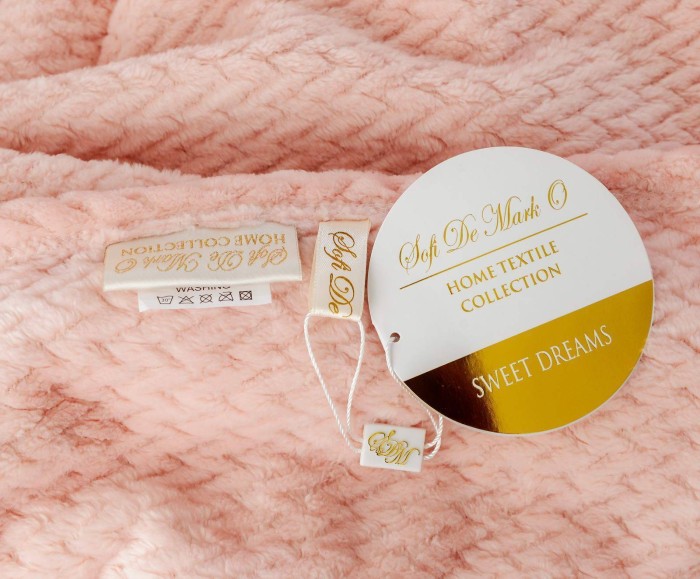 Sofi De Mark O
HOME COLLECTION
WASHING
Sofi De
Sofi De Mark O
HOME TEXTILE
COLLECTION
SWEET DREAMS